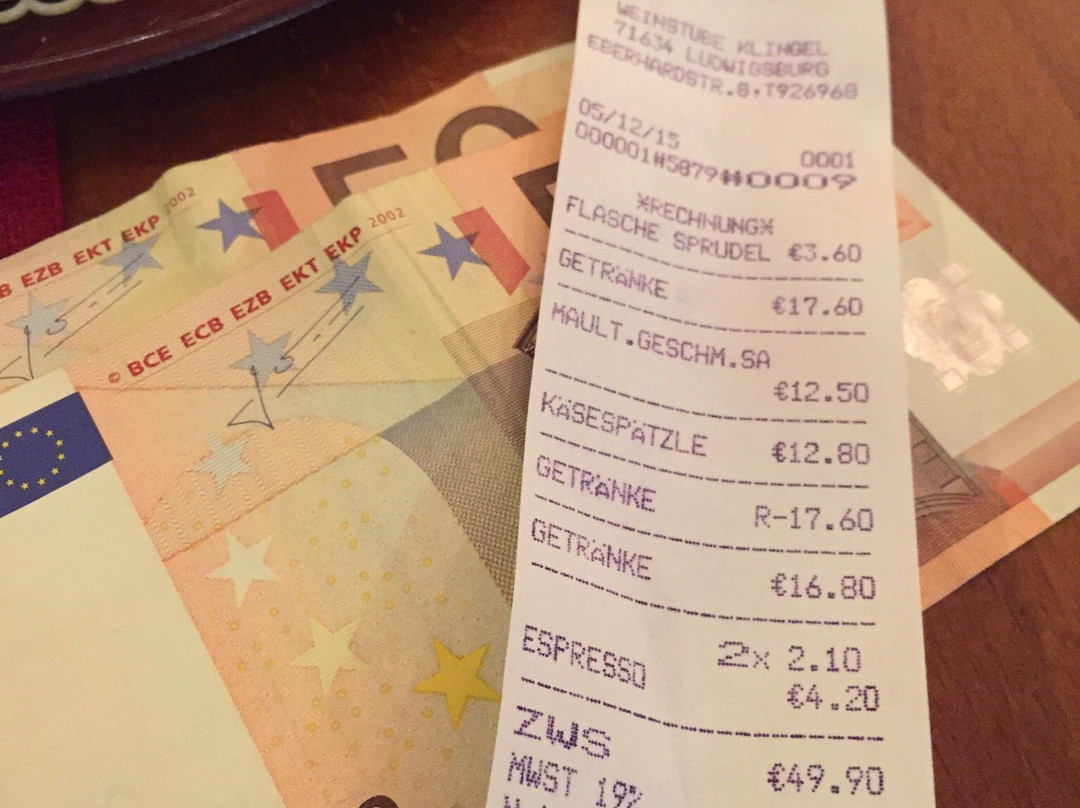 WEINSTUBE KLINGEL
71634 LUDWIGSBURG
EBERHARDSTR.8,T926968
05/12/15 0001
000001#5879#0009
*RECHNUNG*
FLASCHE SPRUDEL €3.60
GETRÄNKE €17.60
MAULT.GESCHM.SA
€12.50
KÄSESPÄTZLE €12.80
GETRÄNKE R-17.60
GETRÄNKE €16.80
ESPRESSO 2x 2.10
€4.20
ZWS €49.90
MWST 19%
EZB EKT EKP 2002
© BCE ECB EZB EKT EKP 2002
50